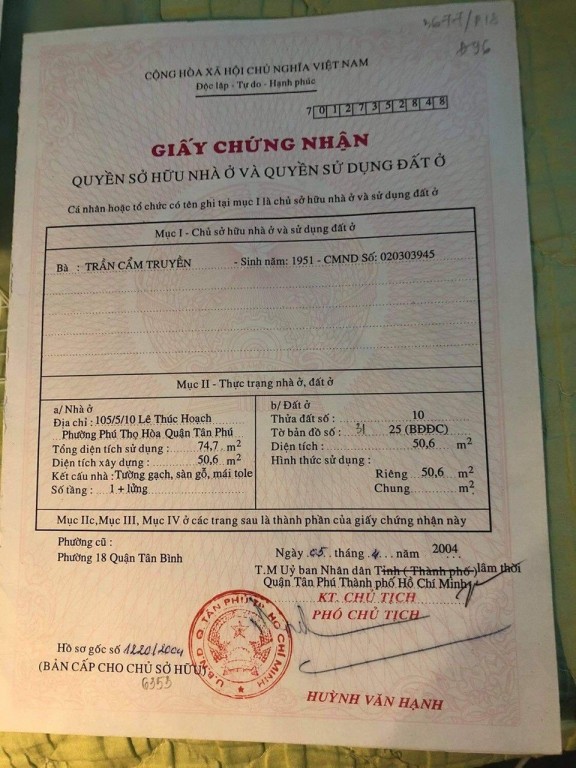 3677/P18
D96
CỘNG HÒA XÃ HỘI CHỦ NGHĨA VIỆT NAM
Độc lập - Tự do - Hạnh phúc
7 0 1 2 7 3 5 2 8 4 8
GIẤY CHỨNG NHẬN
QUYỀN SỞ HỮU NHÀ Ở VÀ QUYỀN SỬ DỤNG ĐẤT Ở
Cá nhân hoặc tổ chức có tên ghi tại mục I là chủ sở hữu nhà ở và sử dụng đất ở
Mục I - Chủ sở hữu nhà ở và sử dụng đất ở
Bà : TRẦN CẨM TRUYỀN - Sinh năm: 1951 - CMND Số: 020303945
Mục II - Thực trạng nhà ở, đất ở
a/ Nhà ở
Địa chỉ : 105/5/10 Lê Thúc Hoạch
Phường Phú Thọ Hòa Quận Tân Phú
Tổng diện tích sử dụng : 74,7 m2
Diện tích xây dựng : 50,6 m2
Kết cấu nhà : Tường gạch, sàn gỗ, mái tole
Số tầng : 1 + lửng
b/ Đất ở
Thửa đất số : 10
Tờ bản đồ số : 31 25 (BĐĐC)
Diện tích : 50,6 m2
Hình thức sử dụng :
Riêng 50,6 m2
Chung m2
Mục IIc,Mục III, Mục IV ở các trang sau là thành phần của giấy chứng nhận này
Phường cũ :
Phường 18 Quận Tân Bình
Ngày 05 tháng 4 năm 2004
T.M Uỷ ban Nhân dân Tỉnh ( Thành phố ) lâm thời
Quận Tân Phú Thành phố Hồ Chí Minh
KT. CHỦ TỊCH
PHÓ CHỦ TỊCH
U.B.N.D Q TÂN PHÚ T.P HỒ CHÍ MINH
Hồ sơ gốc số 1220/2004
(BẢN CẤP CHO CHỦ SỞ HỮU)
6353
HUỲNH VĂN HẠNH